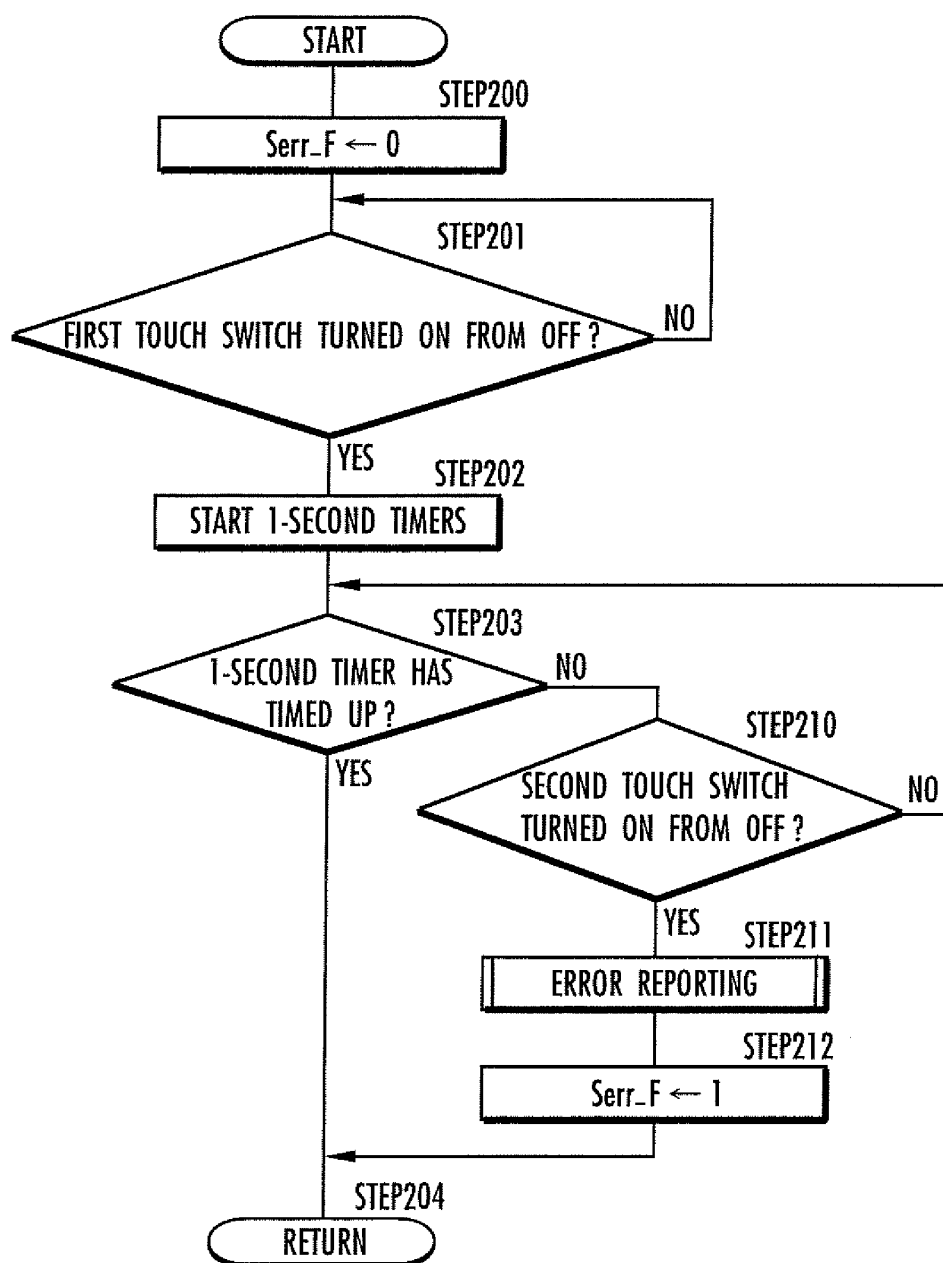 START
STEP200
Serr_F ← 0
STEP201
FIRST TOUCH SWITCH TURNED ON FROM OFF?
NO
YES
STEP202
START 1-SECOND TIMERS
STEP203
1-SECOND TIMER HAS
TIMED UP?
NO
YES
STEP210
SECOND TOUCH SWITCH
TURNED ON FROM OFF?
NO
YES
STEP211
ERROR REPORTING
STEP212
Serr_F ← 1
STEP204
RETURN